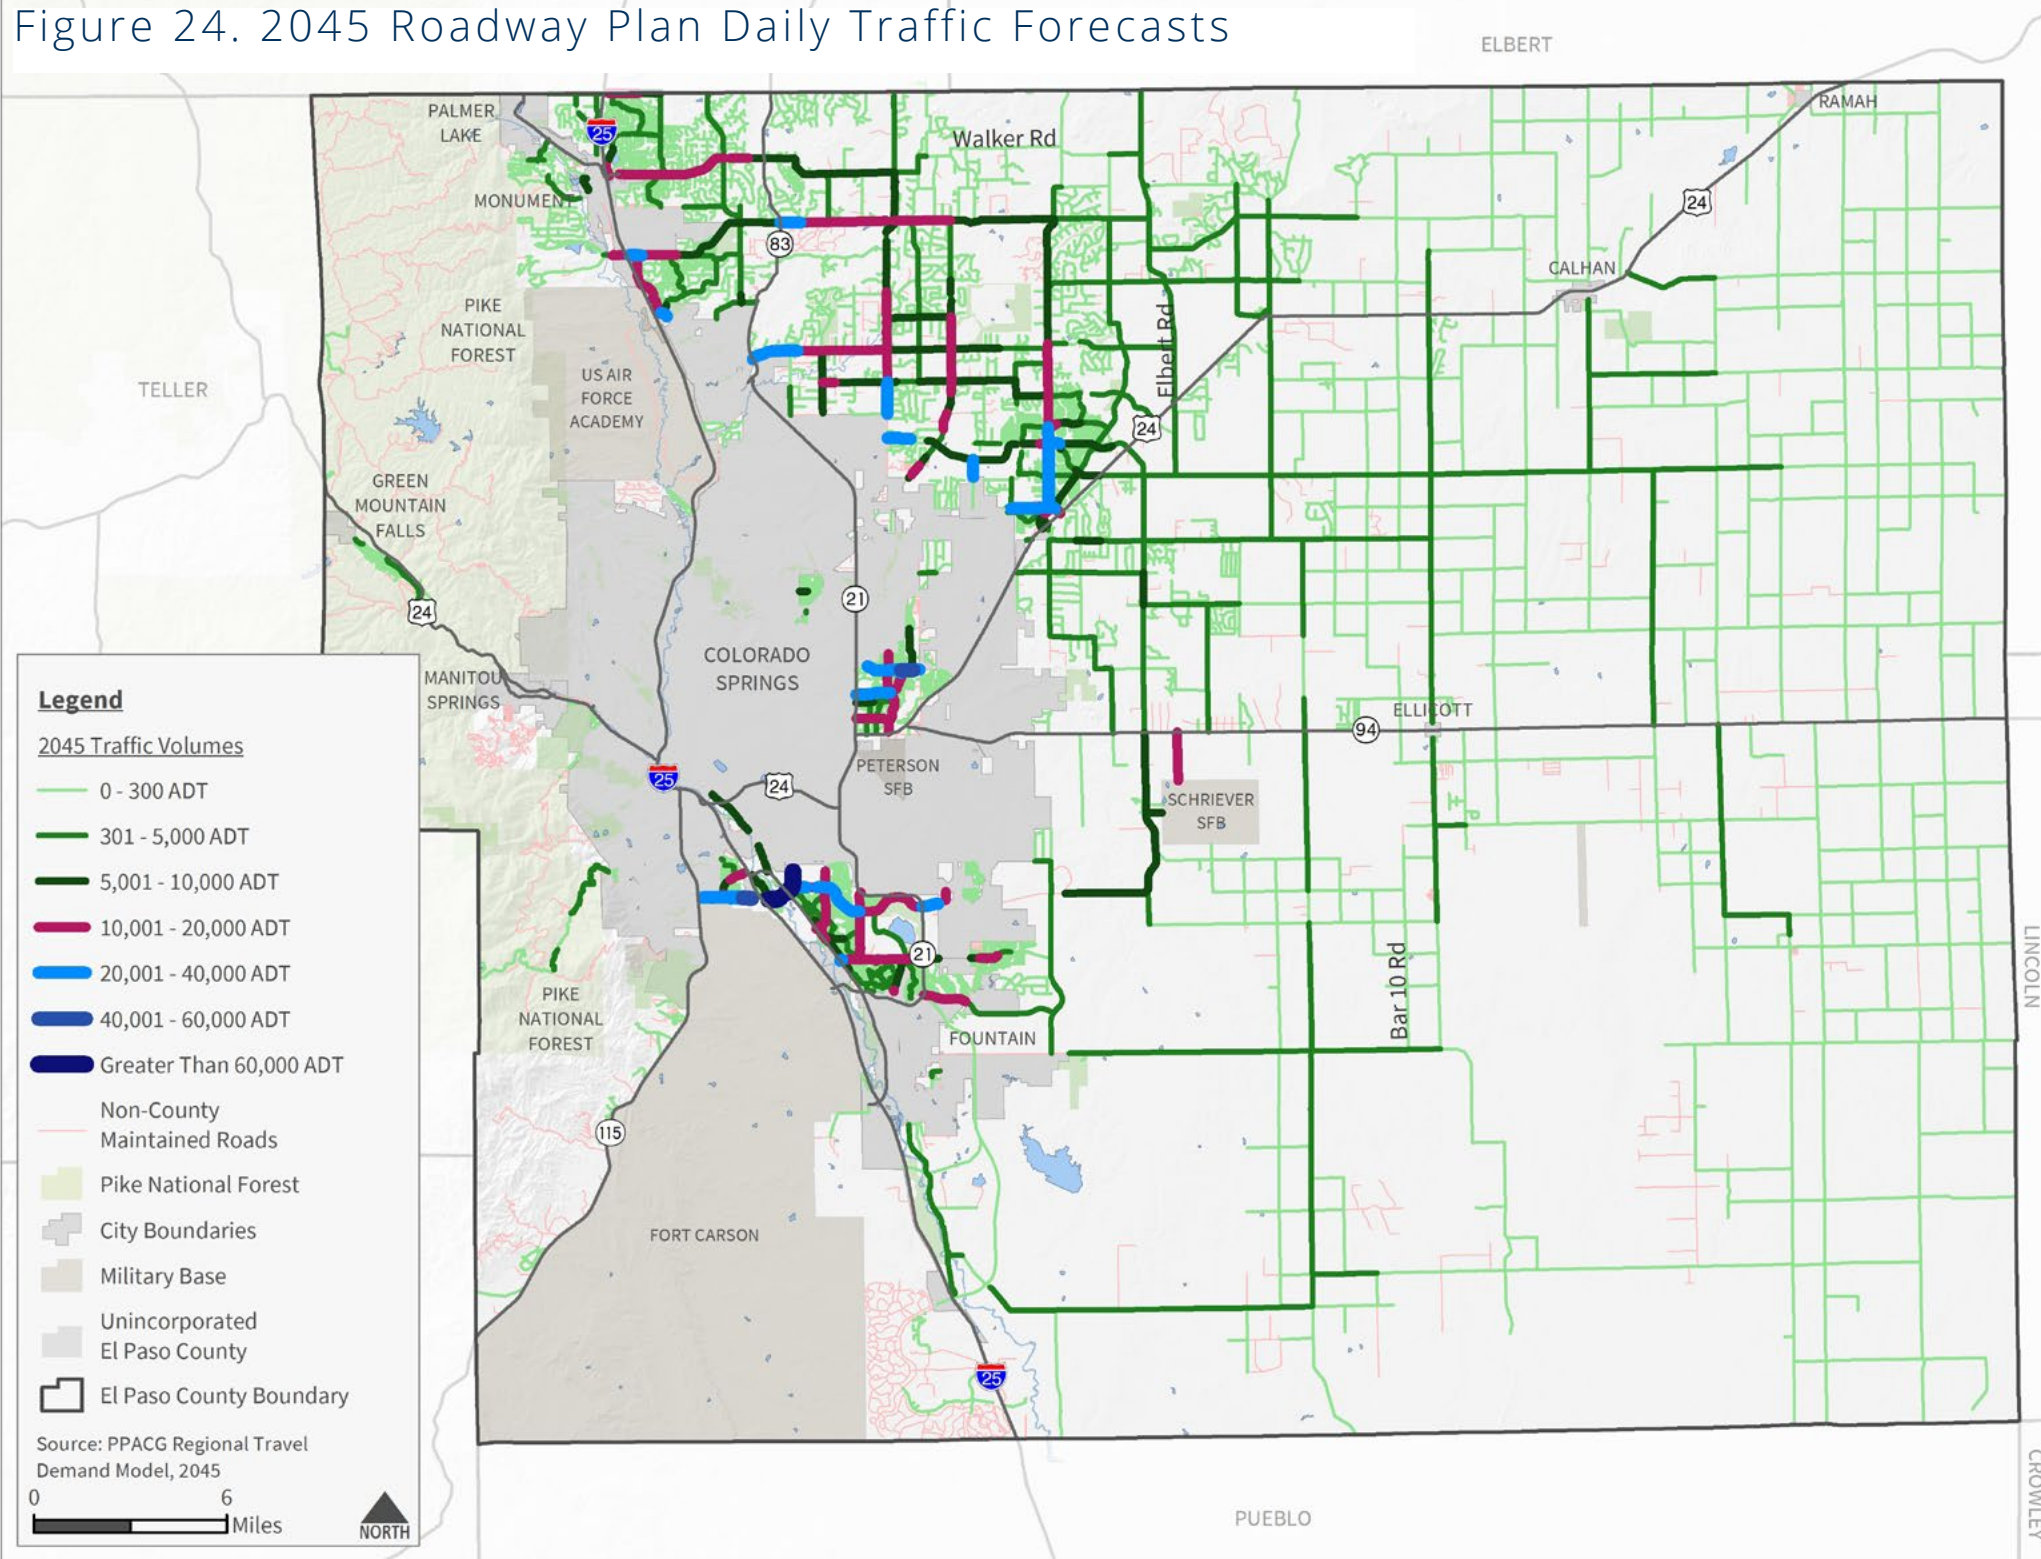 Figure 24. 2045 Roadway Plan Daily Traffic Forecasts
ELBERT
RAMAH
PALMER
LAKE
25
Walker Rd
MONUMENT
24
83
CALHAN
PIKE
NATIONAL
FOREST
Elbert Rd
TELLER
US AIR
FORCE
ACADEMY
24
GREEN
MOUNTAIN
FALLS
24
21
COLORADO
SPRINGS
MANITOU
SPRINGS
ELLICOTT
94
25
24
PETERSON
SFB
SCHRIEVER
SFB
LINCOLN
21
Bar 10 Rd
PIKE
NATIONAL
FOREST
FOUNTAIN
115
FORT CARSON
25
PUEBLO
CROWLEY
Legend
2045 Traffic Volumes
0 - 300 ADT
301 - 5,000 ADT
5,001 - 10,000 ADT
10,001 - 20,000 ADT
20,001 - 40,000 ADT
40,001 - 60,000 ADT
Greater Than 60,000 ADT
Non-County
Maintained Roads
Pike National Forest
City Boundaries
Military Base
Unincorporated
El Paso County
El Paso County Boundary
Source: PPACG Regional Travel
Demand Model, 2045
0 6
Miles
NORTH